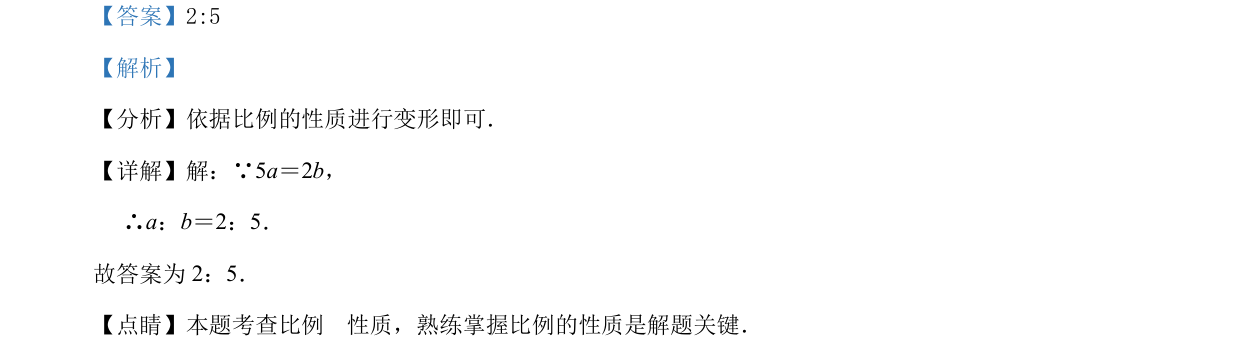 【答案】2:5
【解析】
【分析】依据比例的性质进行变形即可．
【详解】解：∵5a＝2b，
∴a：b＝2：5．
故答案为 2：5．
【点睛】本题考查比例　性质，熟练掌握比例的性质是解题关键．